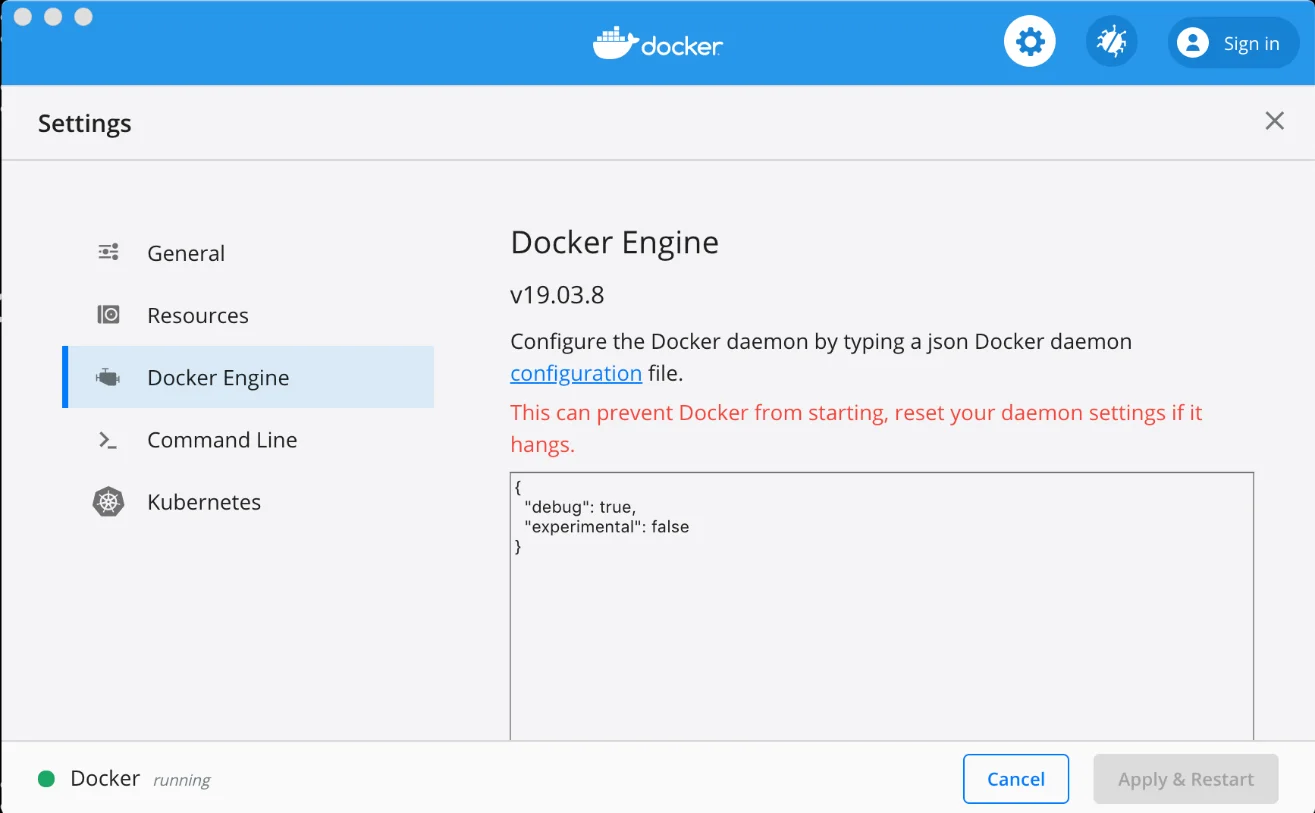 docker
Sign in
Settings
General
Resources
Docker Engine
Command Line
Kubernetes
Docker Engine
v19.03.8
Configure the Docker daemon by typing a json Docker daemon
configuration file.
This can prevent Docker from starting, reset your daemon settings if it
hangs.
{
  "debug": true,
  "experimental": false
}
Docker running
Cancel
Apply & Restart